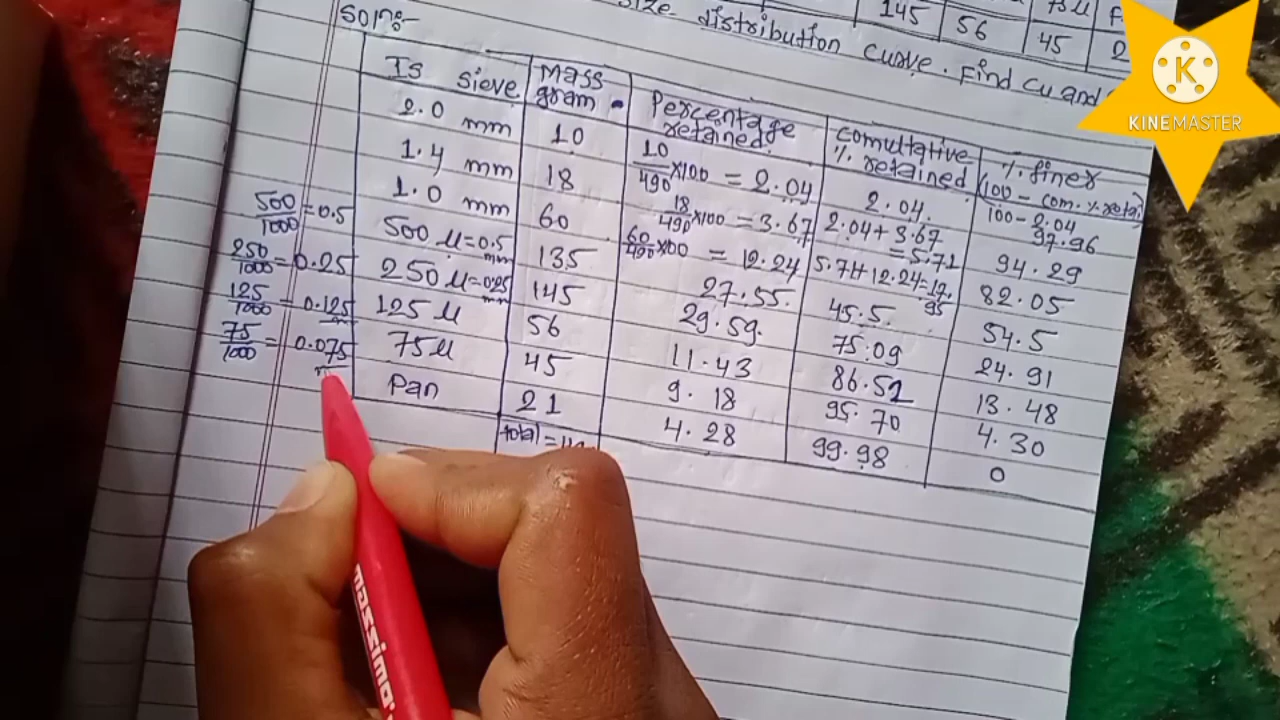 145 56 45
size distribution curve. Find Cu and
KINEMASTER
Soln:-
IS Sieve | Mass gram | Percentage retained. | comultative % retained | % finer (100 - com. % retai
2.0 mm | 10 | 10/490 ×100 = 2.04 | 2.04. | 100 - 2.04 97.96
1.4 mm | 18 | 18/490 ×100 = 3.67 | 2.04 + 3.67 = 5.71 | 94.29
1.0 mm | 60 | 60/490 ×100 = 12.24 | 5.71 + 12.24 = 17.95 | 82.05
500/1000 = 0.5 | 500 μ = 0.5 mm | 135 | 27.55. | 45.5. | 54.5
250/1000 = 0.25 | 250 μ = 0.25 mm | 145 | 29.59. | 75.09 | 24.91
125/1000 = 0.125 | 125 μ | 56 | 11.43 | 86.52 | 13.48
75/1000 = 0.075 | 75 μ | 45 | 9.18 | 95.70 | 4.30
Pan | 21 | 4.28 | 99.98 | 0
total =
massimo